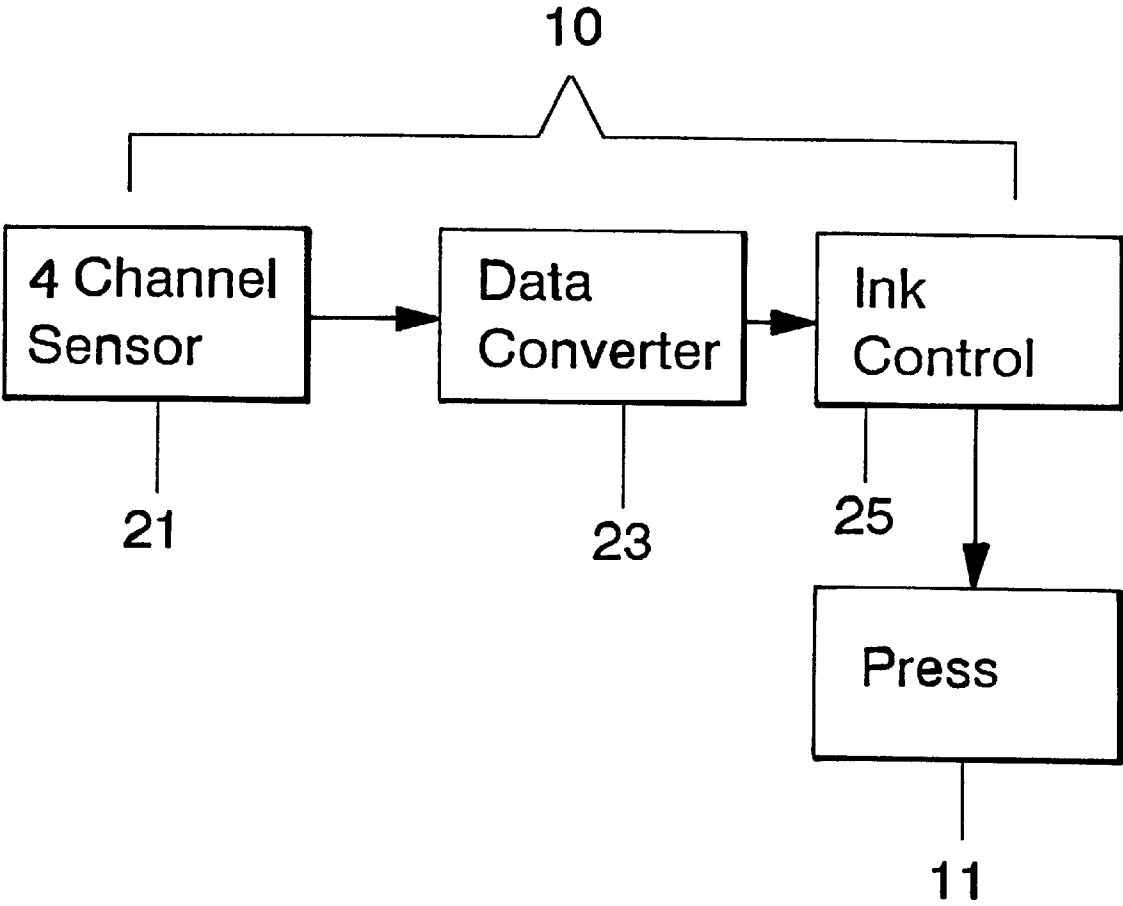 10
4 Channel
Sensor
Data
Converter
Ink
Control
21
23
25
Press
11